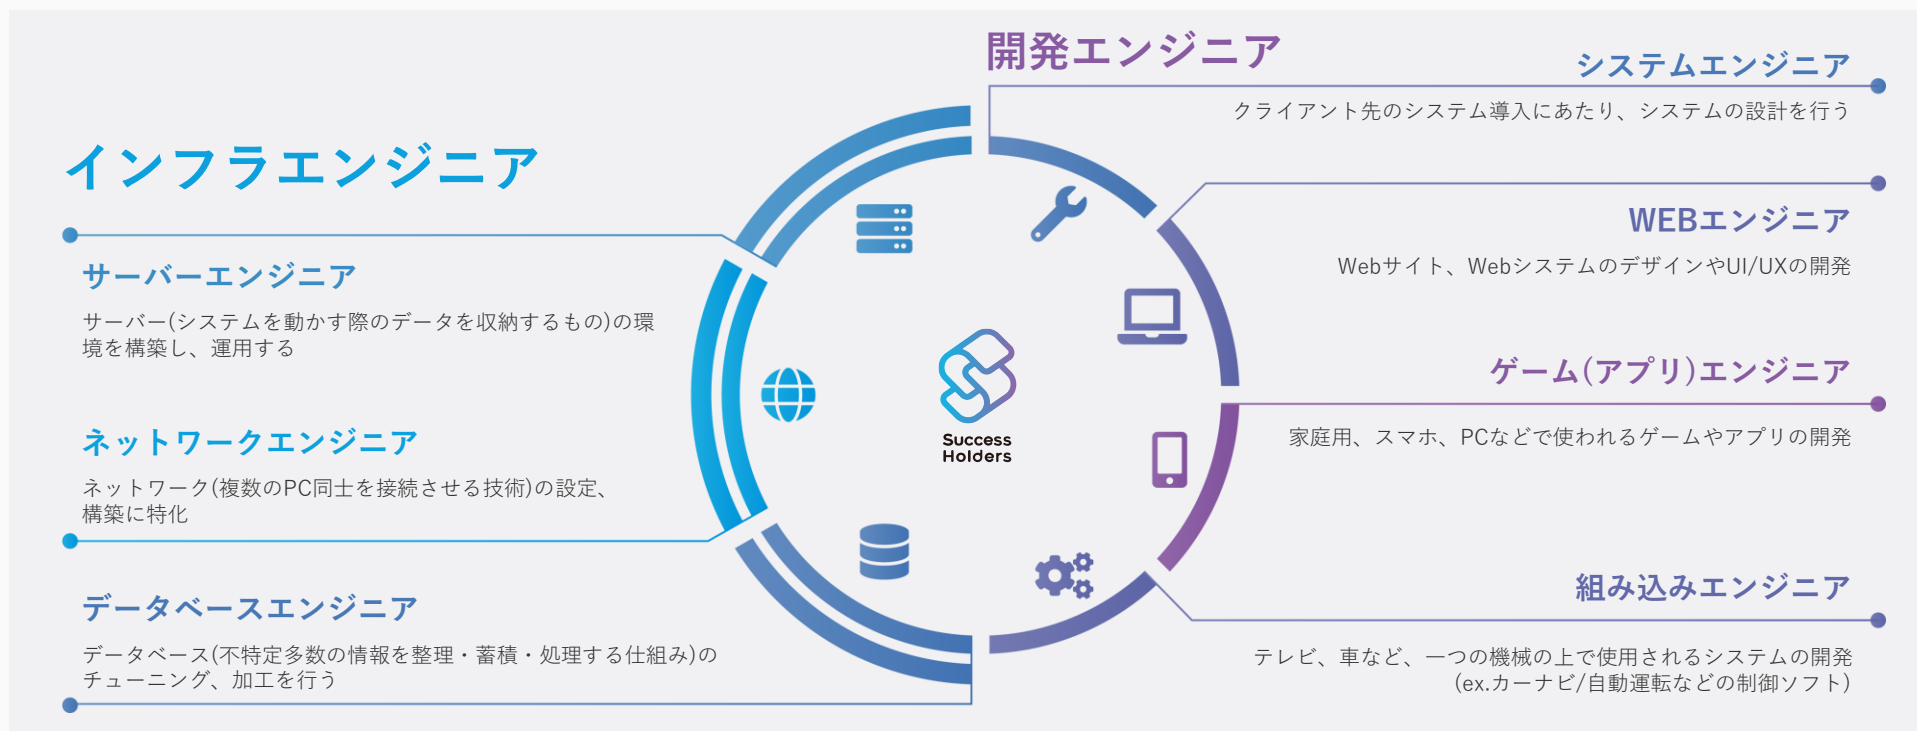 インフラエンジニア
サーバーエンジニア
サーバー(システムを動かす際のデータを収納するもの)の環
境を構築し、運用する
ネットワークエンジニア
ネットワーク(複数のPC同士を接続させる技術)の設定、
構築に特化
データベースエンジニア
データベース(不特定多数の情報を整理・蓄積・処理する仕組み)の
チューニング、加工を行う
Success
Holders
開発エンジニア
システムエンジニア
クライアント先のシステム導入にあたり、システムの設計を行う
WEBエンジニア
Webサイト、WebシステムのデザインやUI/UXの開発
ゲーム(アプリ)エンジニア
家庭用、スマホ、PCなどで使われるゲームやアプリの開発
組み込みエンジニア
テレビ、車など、一つの機械の上で使用されるシステムの開発
(ex.カーナビ/自動運転などの制御ソフト)